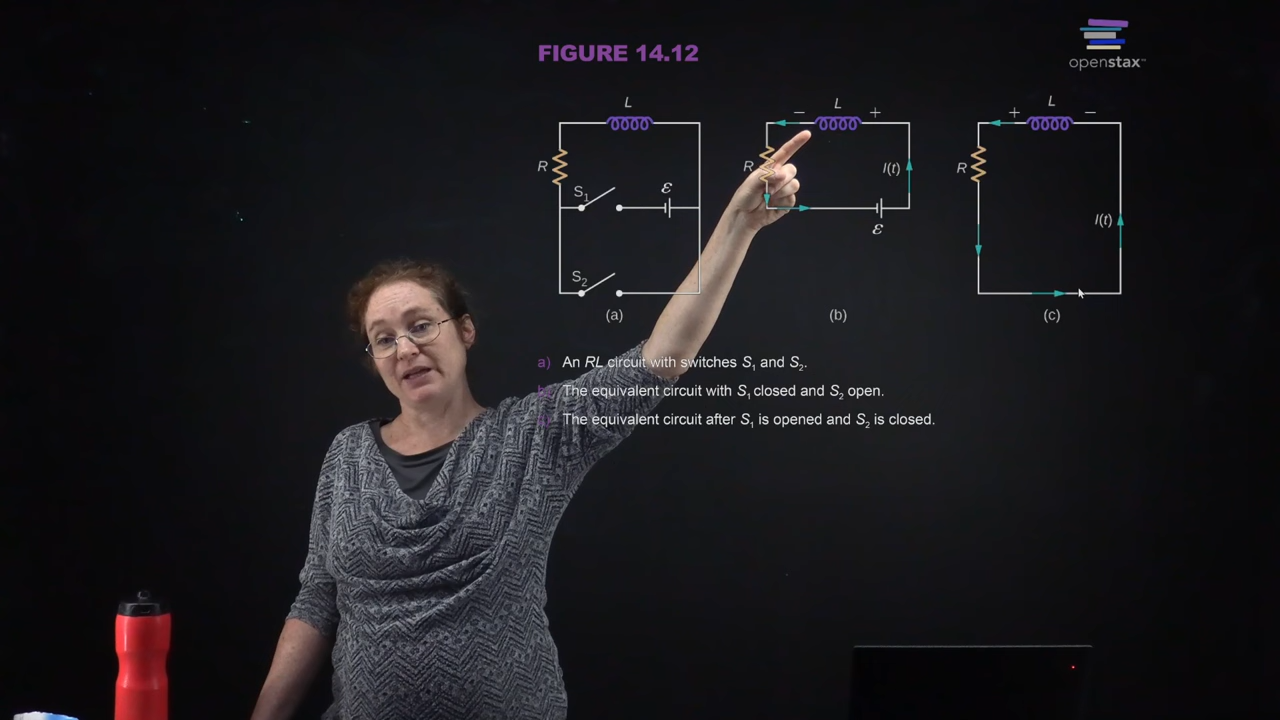 FIGURE 14.12
openstax™
L
R
S1
ε
S2
(a)
− L +
R
I(t)
ε
(b)
+ L −
R
I(t)
(c)
a) An RL circuit with switches S1 and S2.
The equivalent circuit with S1 closed and S2 open.
The equivalent circuit after S1 is opened and S2 is closed.